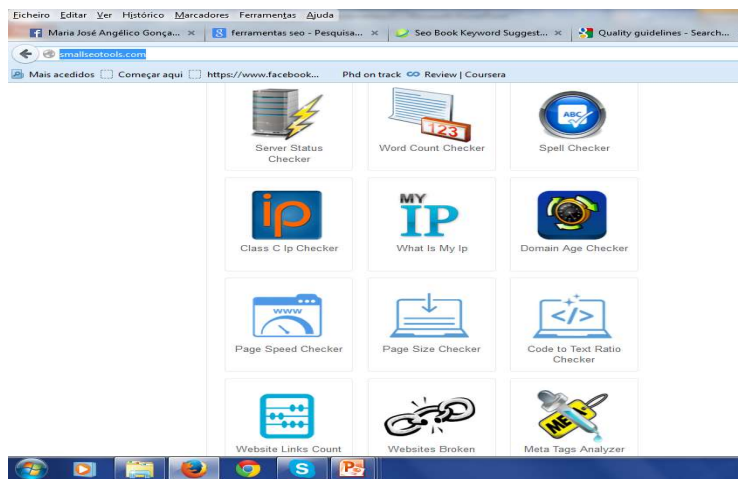 Ficheiro Editar Ver Histórico Marcadores Ferramentas Ajuda
Maria José Angélico Gonça... × ferramentas seo - Pesquisa... × Seo Book Keyword Suggest... × Quality guidelines - Search...
smallseotools.com
Mais acedidos Começar aqui https://www.facebook... Phd on track Review | Coursera
ABC
123
Server Status Checker
Word Count Checker
Spell Checker
ip
MY IP
Class C Ip Checker
What Is My Ip
Domain Age Checker
WWW
</>
Page Speed Checker
Page Size Checker
Code to Text Ratio Checker
ME
Website Links Count
Websites Broken
Meta Tags Analyzer